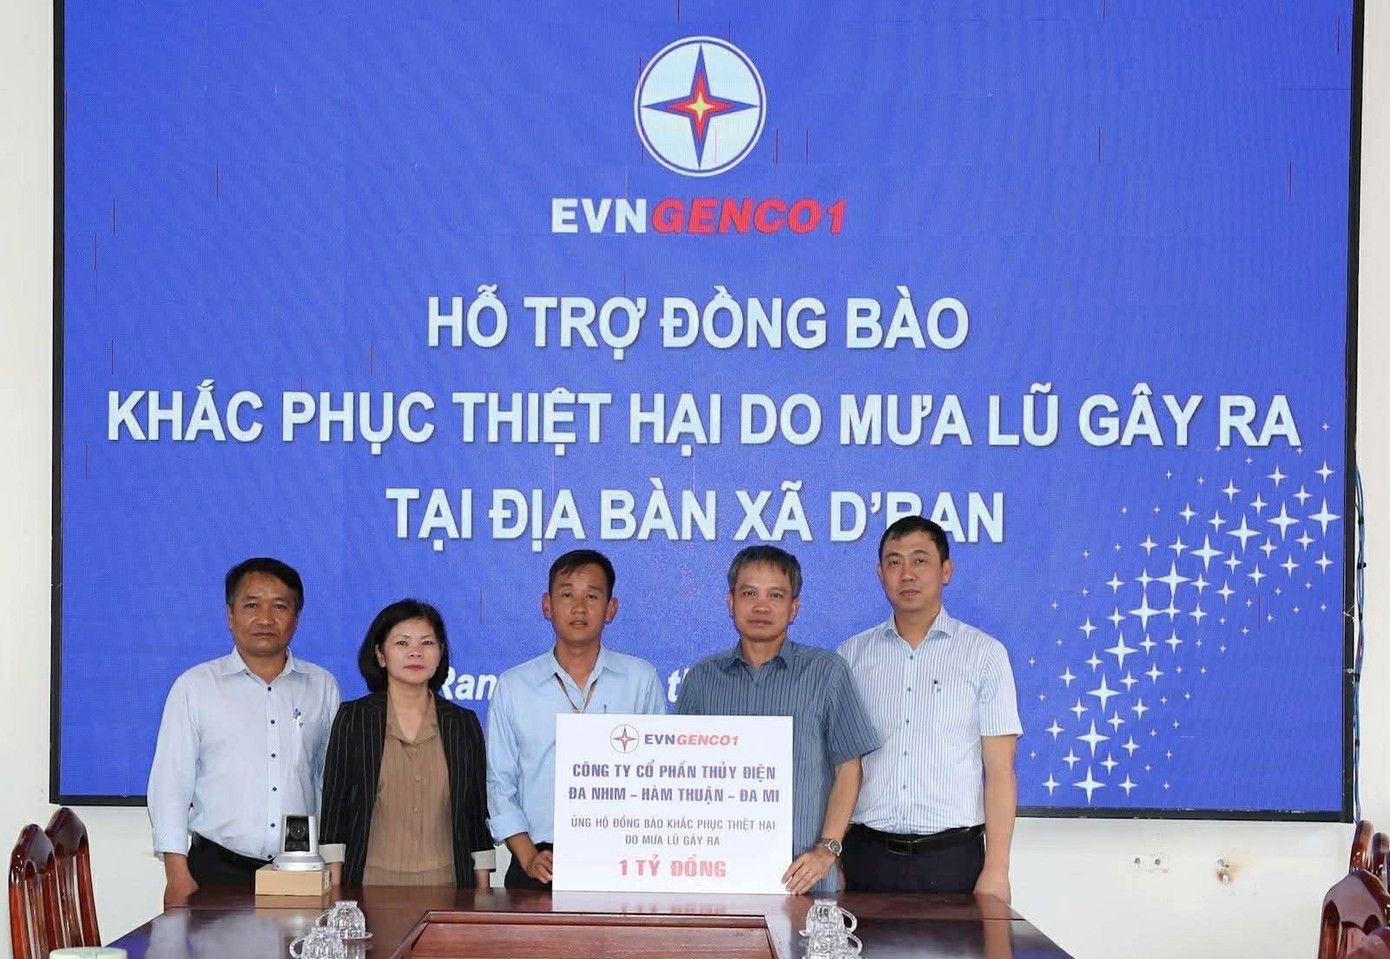 EVNGENCO1
HỖ TRỢ ĐỒNG BÀO
KHẮC PHỤC THIỆT HẠI DO MƯA LŨ GÂY RA
TẠI ĐỊA BÀN XÃ D'RAN
Ran
EVNGENCO1
CÔNG TY CỔ PHẦN THỦY ĐIỆN
ĐA NHIM – HÀM THUẬN – ĐA MI
ỦNG HỘ ĐỒNG BÀO KHẮC PHỤC THIỆT HẠI
DO MƯA LŨ GÂY RA
1 TỶ ĐỒNG